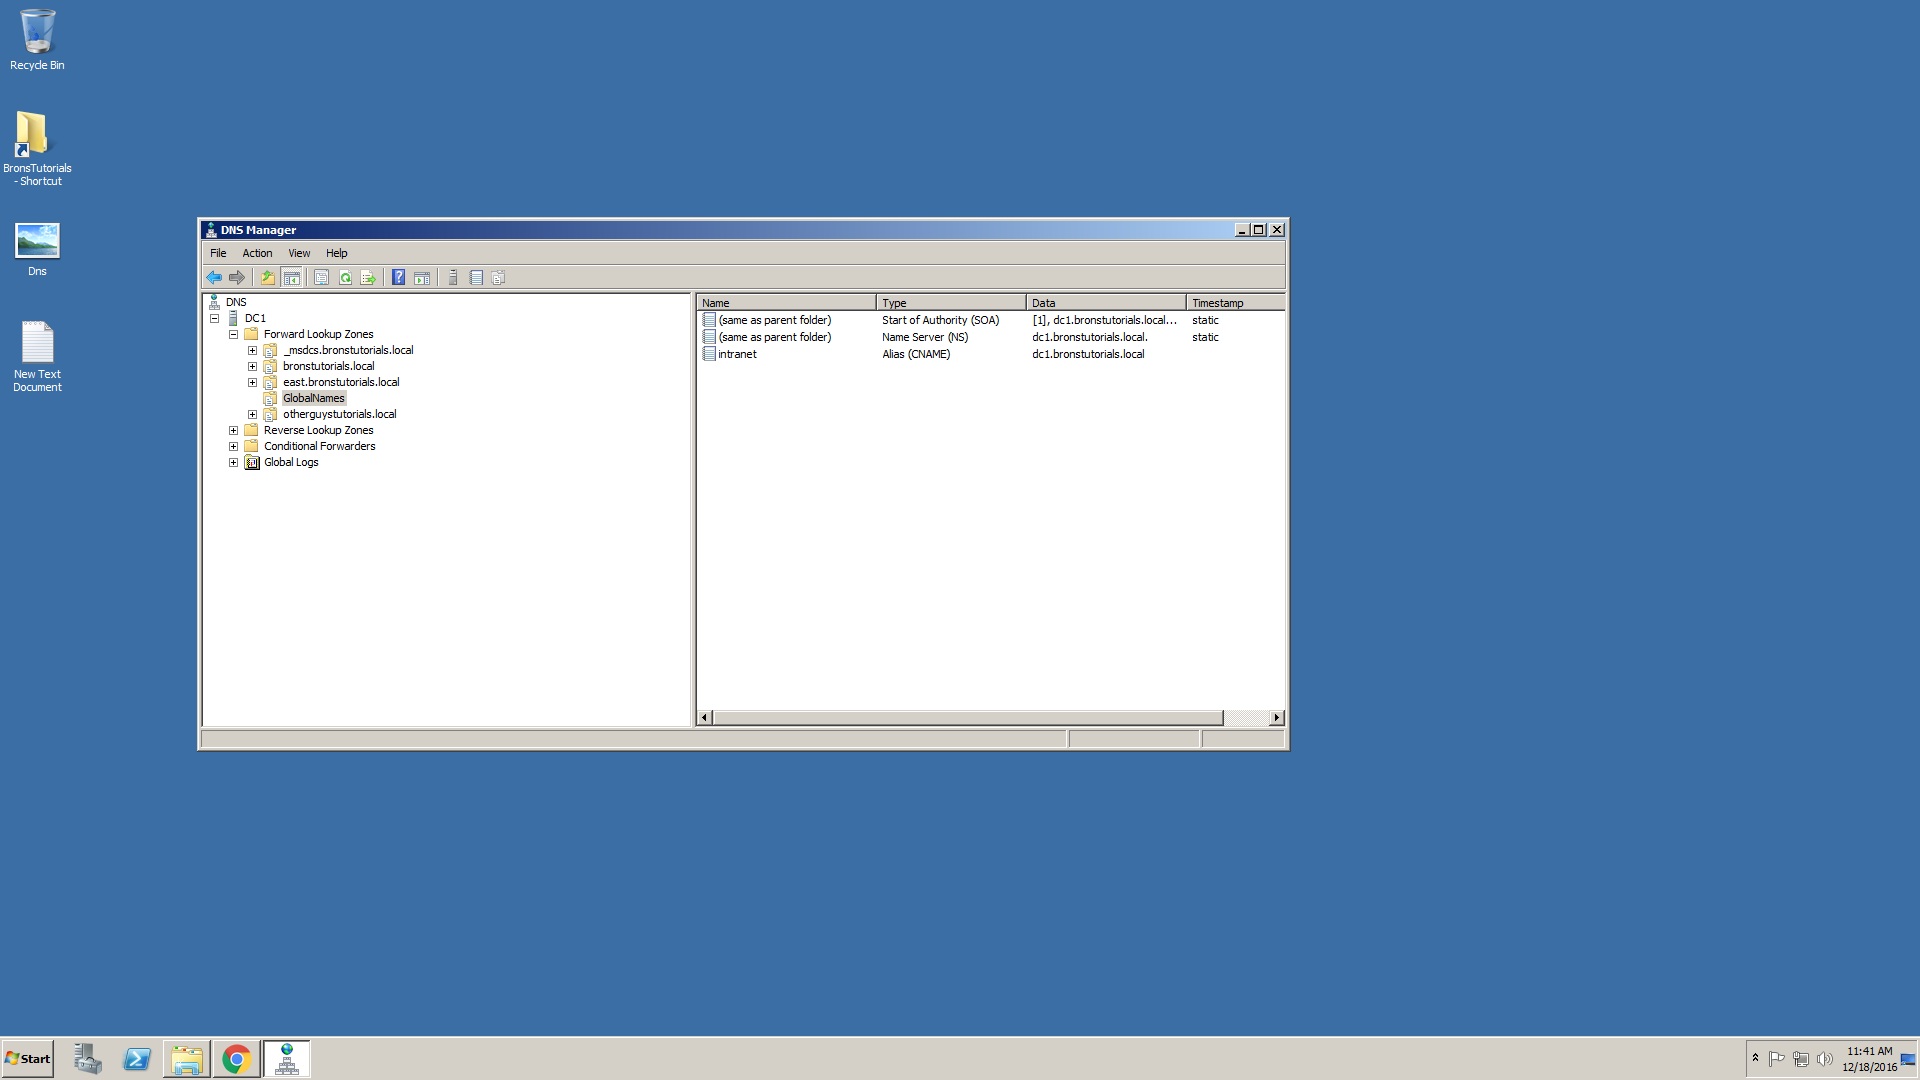 Recycle Bin
BronsTutorials
- Shortcut
Dns
New Text
Document
DNS Manager
File Action View Help
DNS
DC1
Forward Lookup Zones
_msdcs.bronstutorials.local
bronstutorials.local
east.bronstutorials.local
GlobalNames
otherguystutorials.local
Reverse Lookup Zones
Conditional Forwarders
Global Logs
Name Type Data Timestamp
(same as parent folder) Start of Authority (SOA) [1], dc1.bronstutorials.local... static
(same as parent folder) Name Server (NS) dc1.bronstutorials.local. static
intranet Alias (CNAME) dc1.bronstutorials.local
Start
11:41 AM
12/18/2016